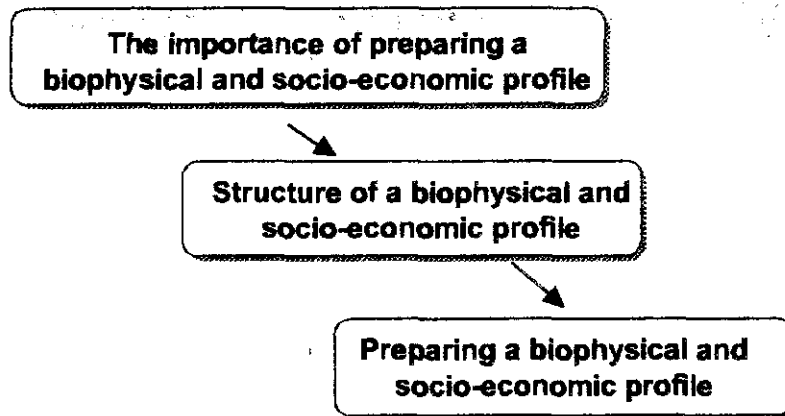 The importance of preparing a
biophysical and socio-economic profile
Structure of a biophysical and
socio-economic profile
Preparing a biophysical and
socio-economic profile